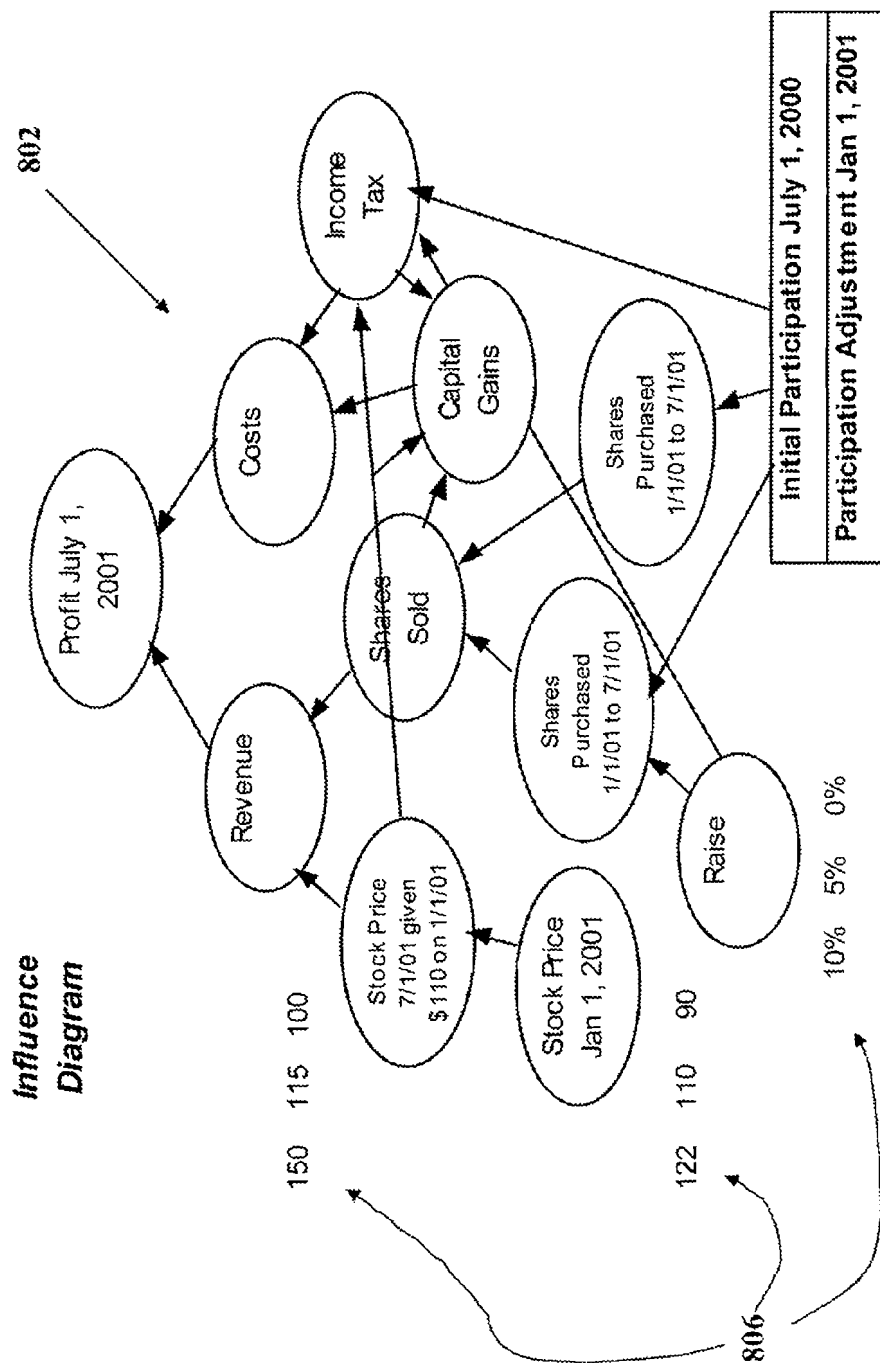 Influence
Diagram
802
Profit July 1,
2001
Revenue
Costs
150 115 100
Stock Price
7/1/01 given
$110 on 1/1/01
Shares
Sold
Income
Tax
Capital
Gains
Stock Price
Jan 1, 2001
Shares
Purchased
1/1/01 to 7/1/01
Shares
Purchased
1/1/01 to 7/1/01
122 110 90
Raise
10% 5% 0%
806
Initial Participation July 1, 2000
Participation Adjustment Jan 1, 2001